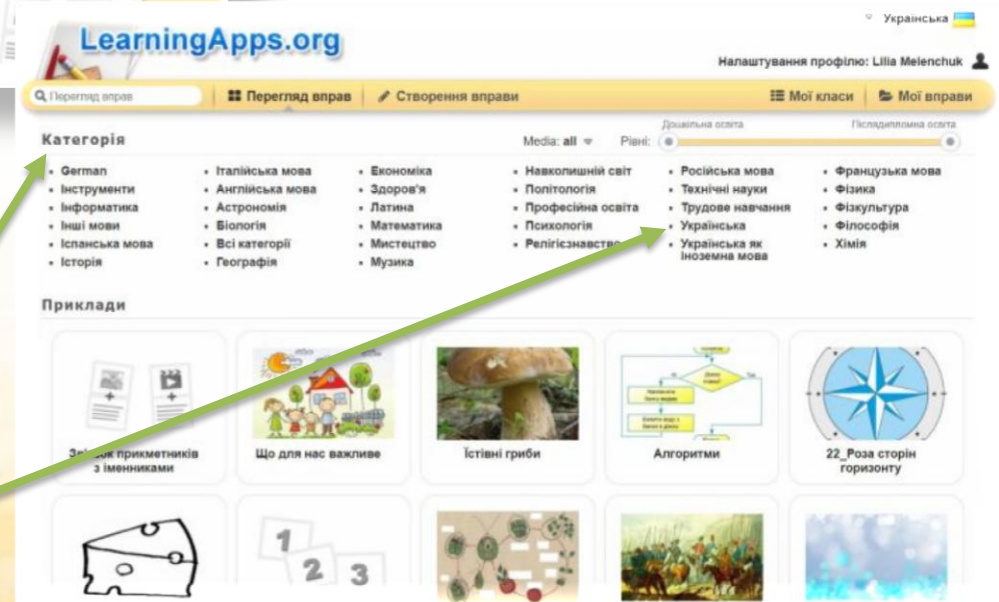 Українська
LearningApps.org
Налаштування профілю: Lilia Melenchuk
Перегляд вправ
Перегляд вправ
Створення вправи
Мої класи
Мої вправи
Дошкільна освіта
Післядипломна освіта
Категорія
Media: all
Рівні:
German
Інструменти
Інформатика
Інші мови
Іспанська мова
Історія
Італійська мова
Англійська мова
Астрономія
Біологія
Всі категорії
Географія
Економіка
Здоров'я
Латина
Математика
Мистецтво
Музика
Навколишній світ
Політологія
Професійна освіта
Психологія
Релігієзнавство
Російська мова
Технічні науки
Трудове навчання
Українська
Українська як
Іноземна мова
Французька мова
Фізика
Фізкультура
Філософія
Хімія
Приклади
прикметників
з іменниками
Що для нас важливе
Їстівні гриби
Алгоритми
22_Роза сторін
горизонту
1
2
3